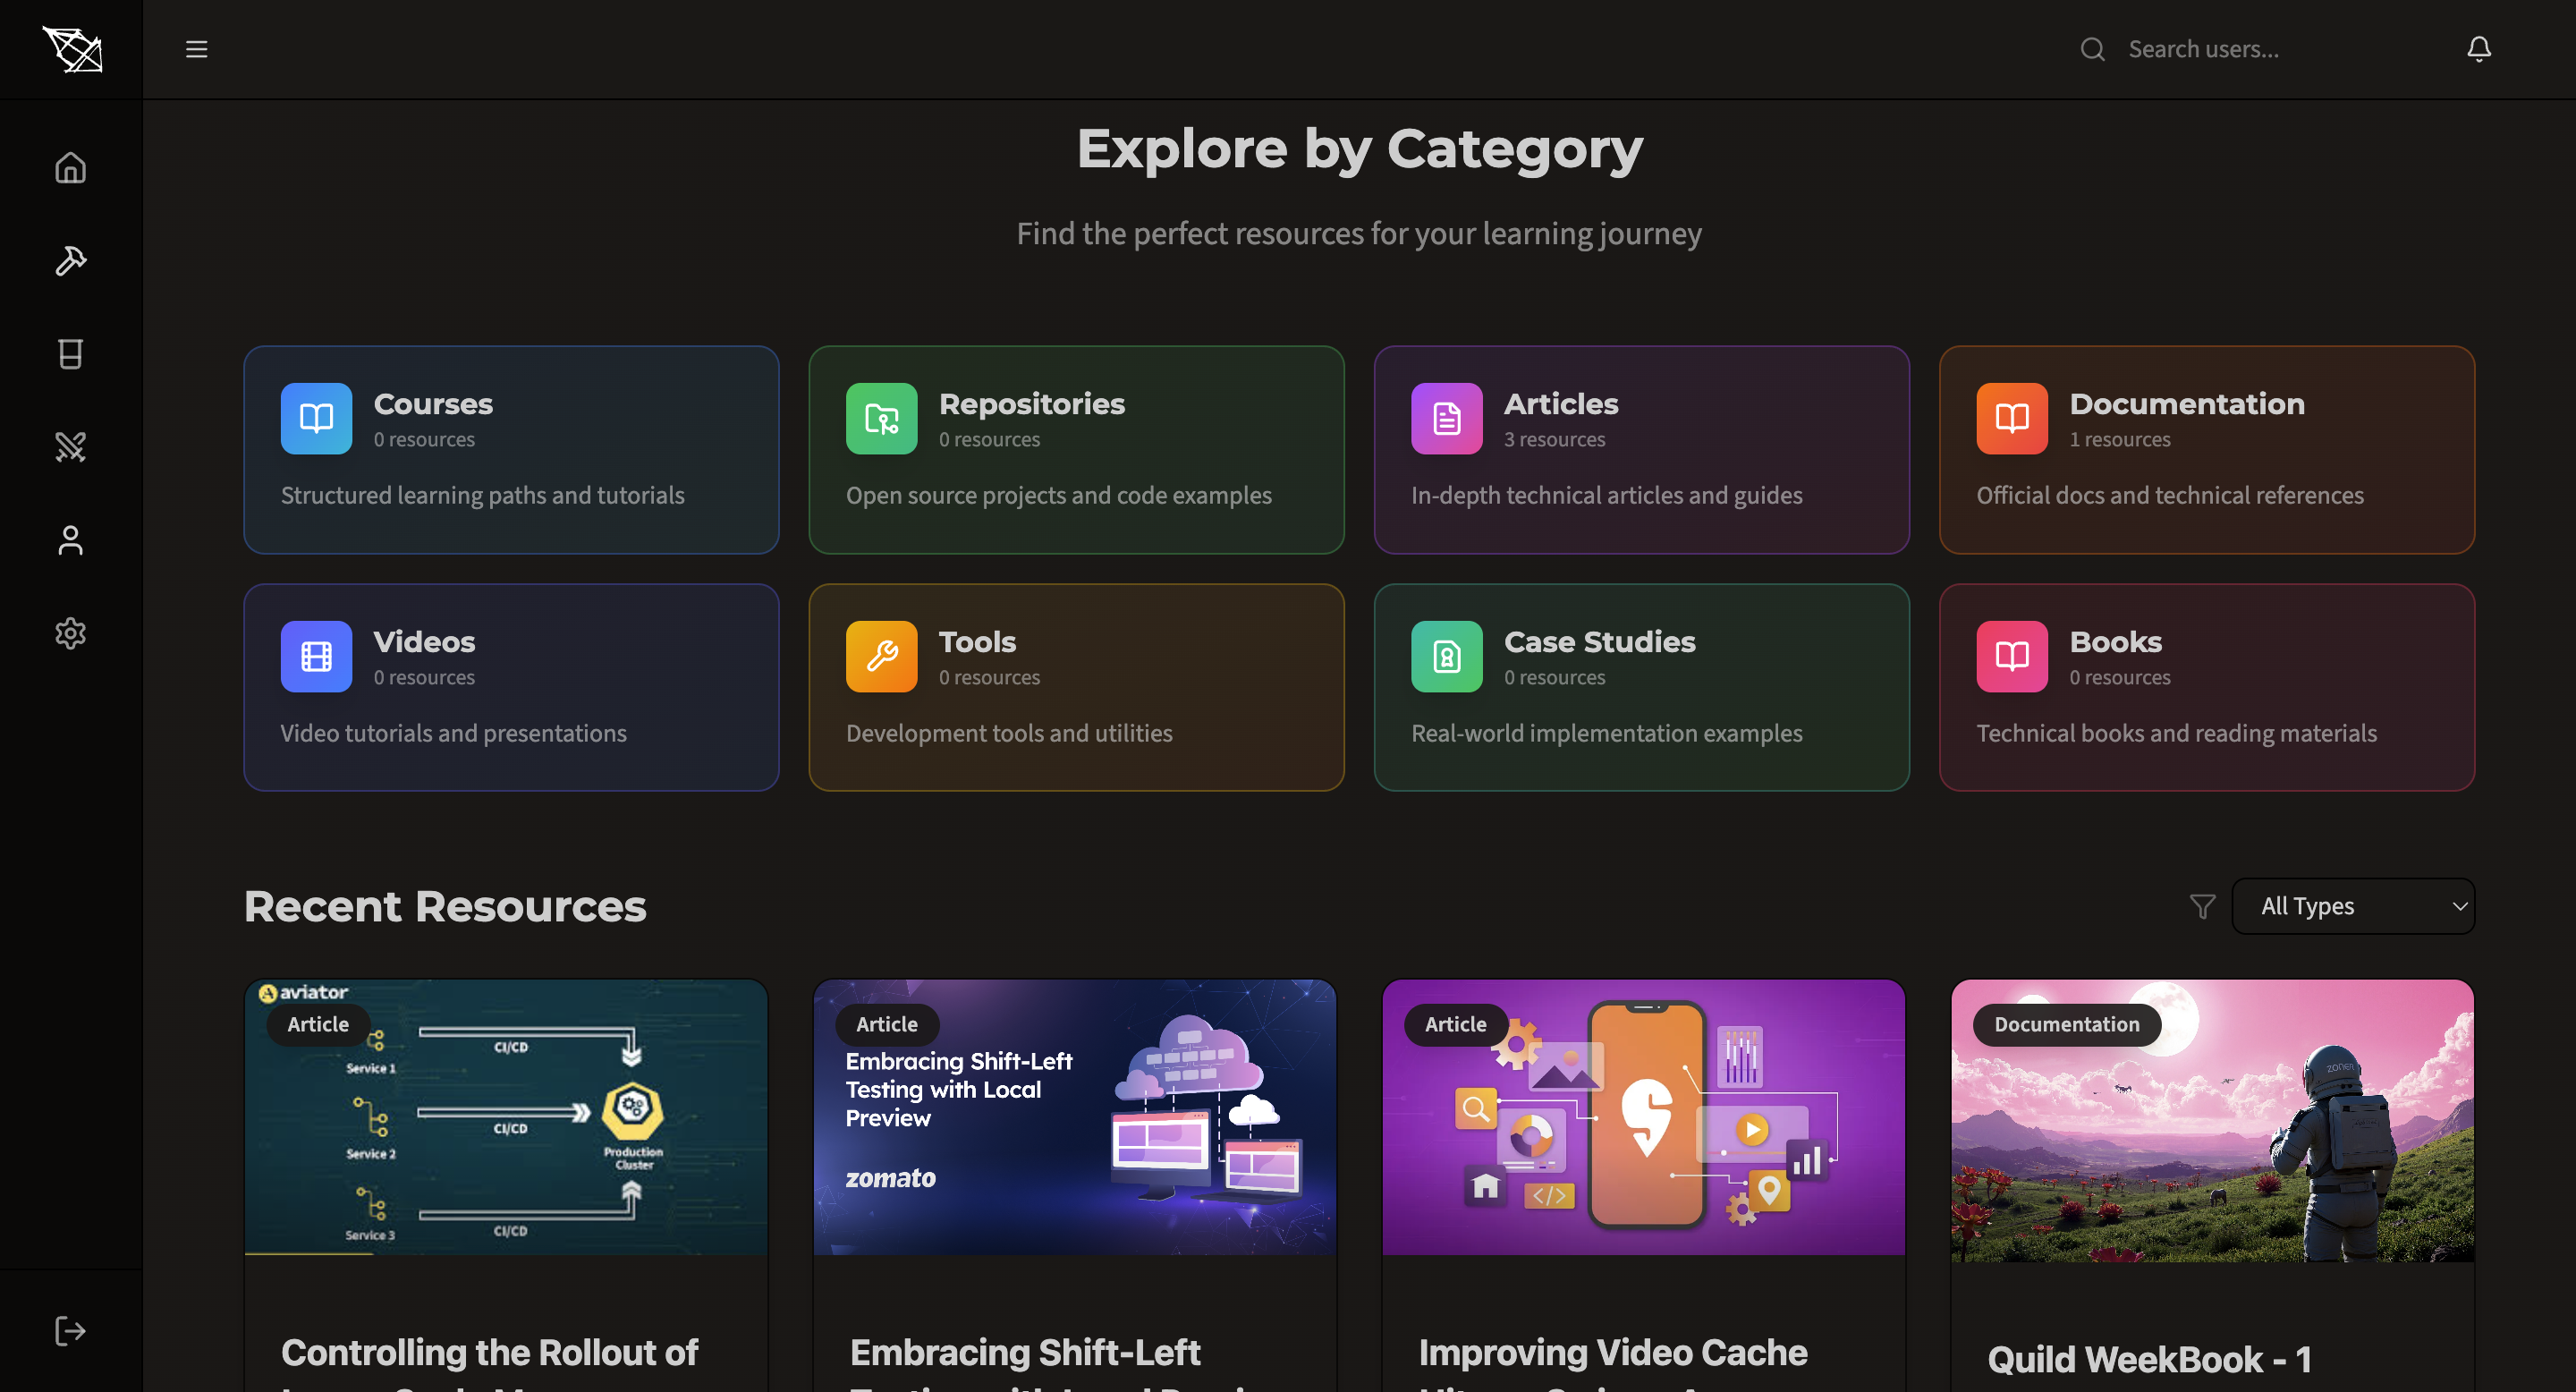 Search users...
Explore by Category
Find the perfect resources for your learning journey
Courses
0 resources
Structured learning paths and tutorials
Repositories
0 resources
Open source projects and code examples
Articles
3 resources
In-depth technical articles and guides
Documentation
1 resources
Official docs and technical references
Videos
0 resources
Video tutorials and presentations
Tools
0 resources
Development tools and utilities
Case Studies
0 resources
Real-world implementation examples
Books
0 resources
Technical books and reading materials
Recent Resources
All Types
aviator
Article
Service 1
CI/CD
Service 2
CI/CD
Production
Cluster
Service 3
CI/CD
Controlling the Rollout of
Article
Embracing Shift-Left
Testing with Local
Preview
zomato
Embracing Shift-Left
Article
</>
Improving Video Cache
Documentation
Quild WeekBook - 1